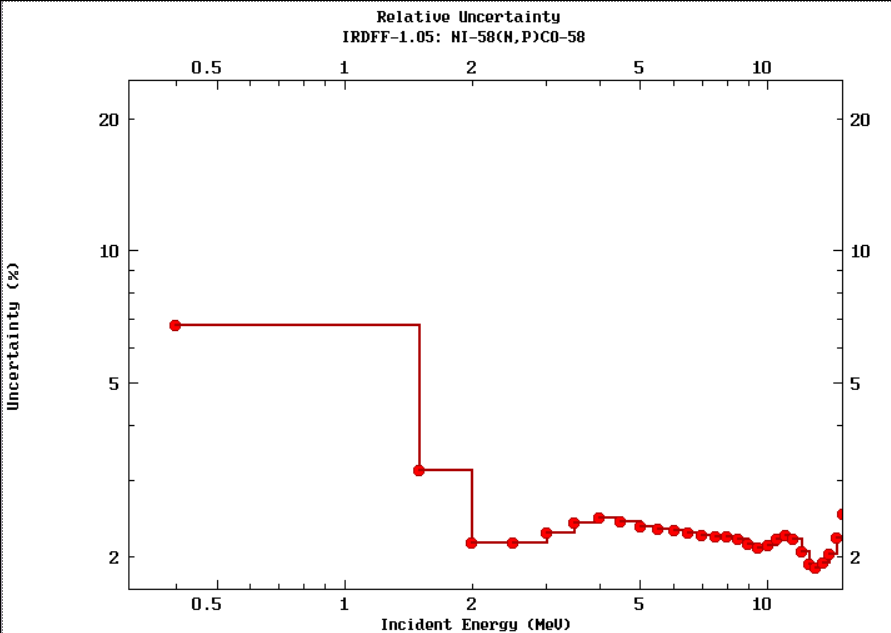 Relative Uncertainty
IRDFF-1.05: NI-58(N,P)CO-58
0.5 1 2 5 10
20 20
10 10
Uncertainty (%)
5 5
2 2
0.5 1 2 5 10
Incident Energy (MeV)